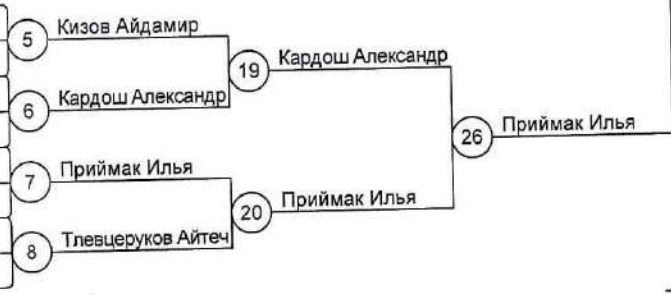 5 Кизов Айдамир
19 Кардош Александр
6 Кардош Александр
26 Приймак Илья
7 Приймак Илья
20 Приймак Илья
8 Тлевцеруков Айтеч